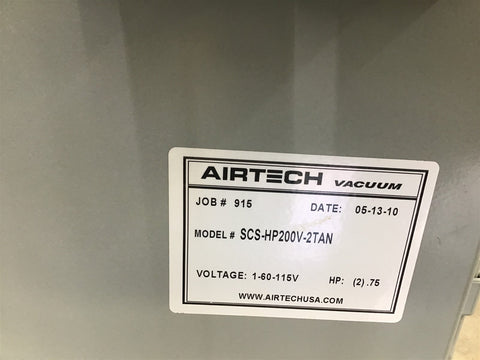 AIRTECH VACUUM
JOB # 915 DATE: 05-13-10
MODEL # SCS-HP200V-2TAN
VOLTAGE: 1-60-115V HP: (2) .75
WWW.AIRTECHUSA.COM